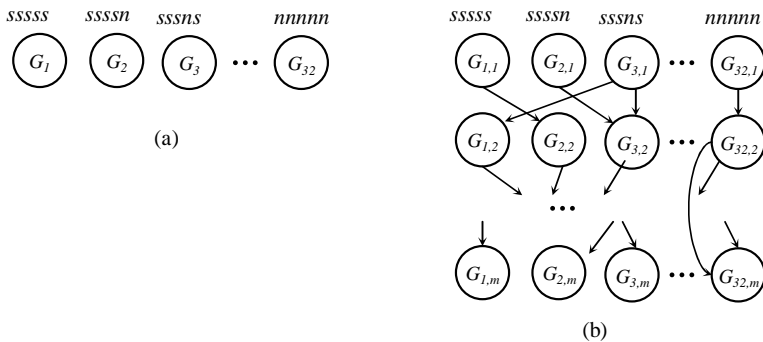 sssss ssssn sssns nnnnn
G1 G2 G3 ... G32
(a)
sssss ssssn sssns nnnnn
G1,1 G2,1 G3,1 ... G32,1
G1,2 G2,2 G3,2 ... G32,2
...
G1,m G2,m G3,m ... G32,m
(b)